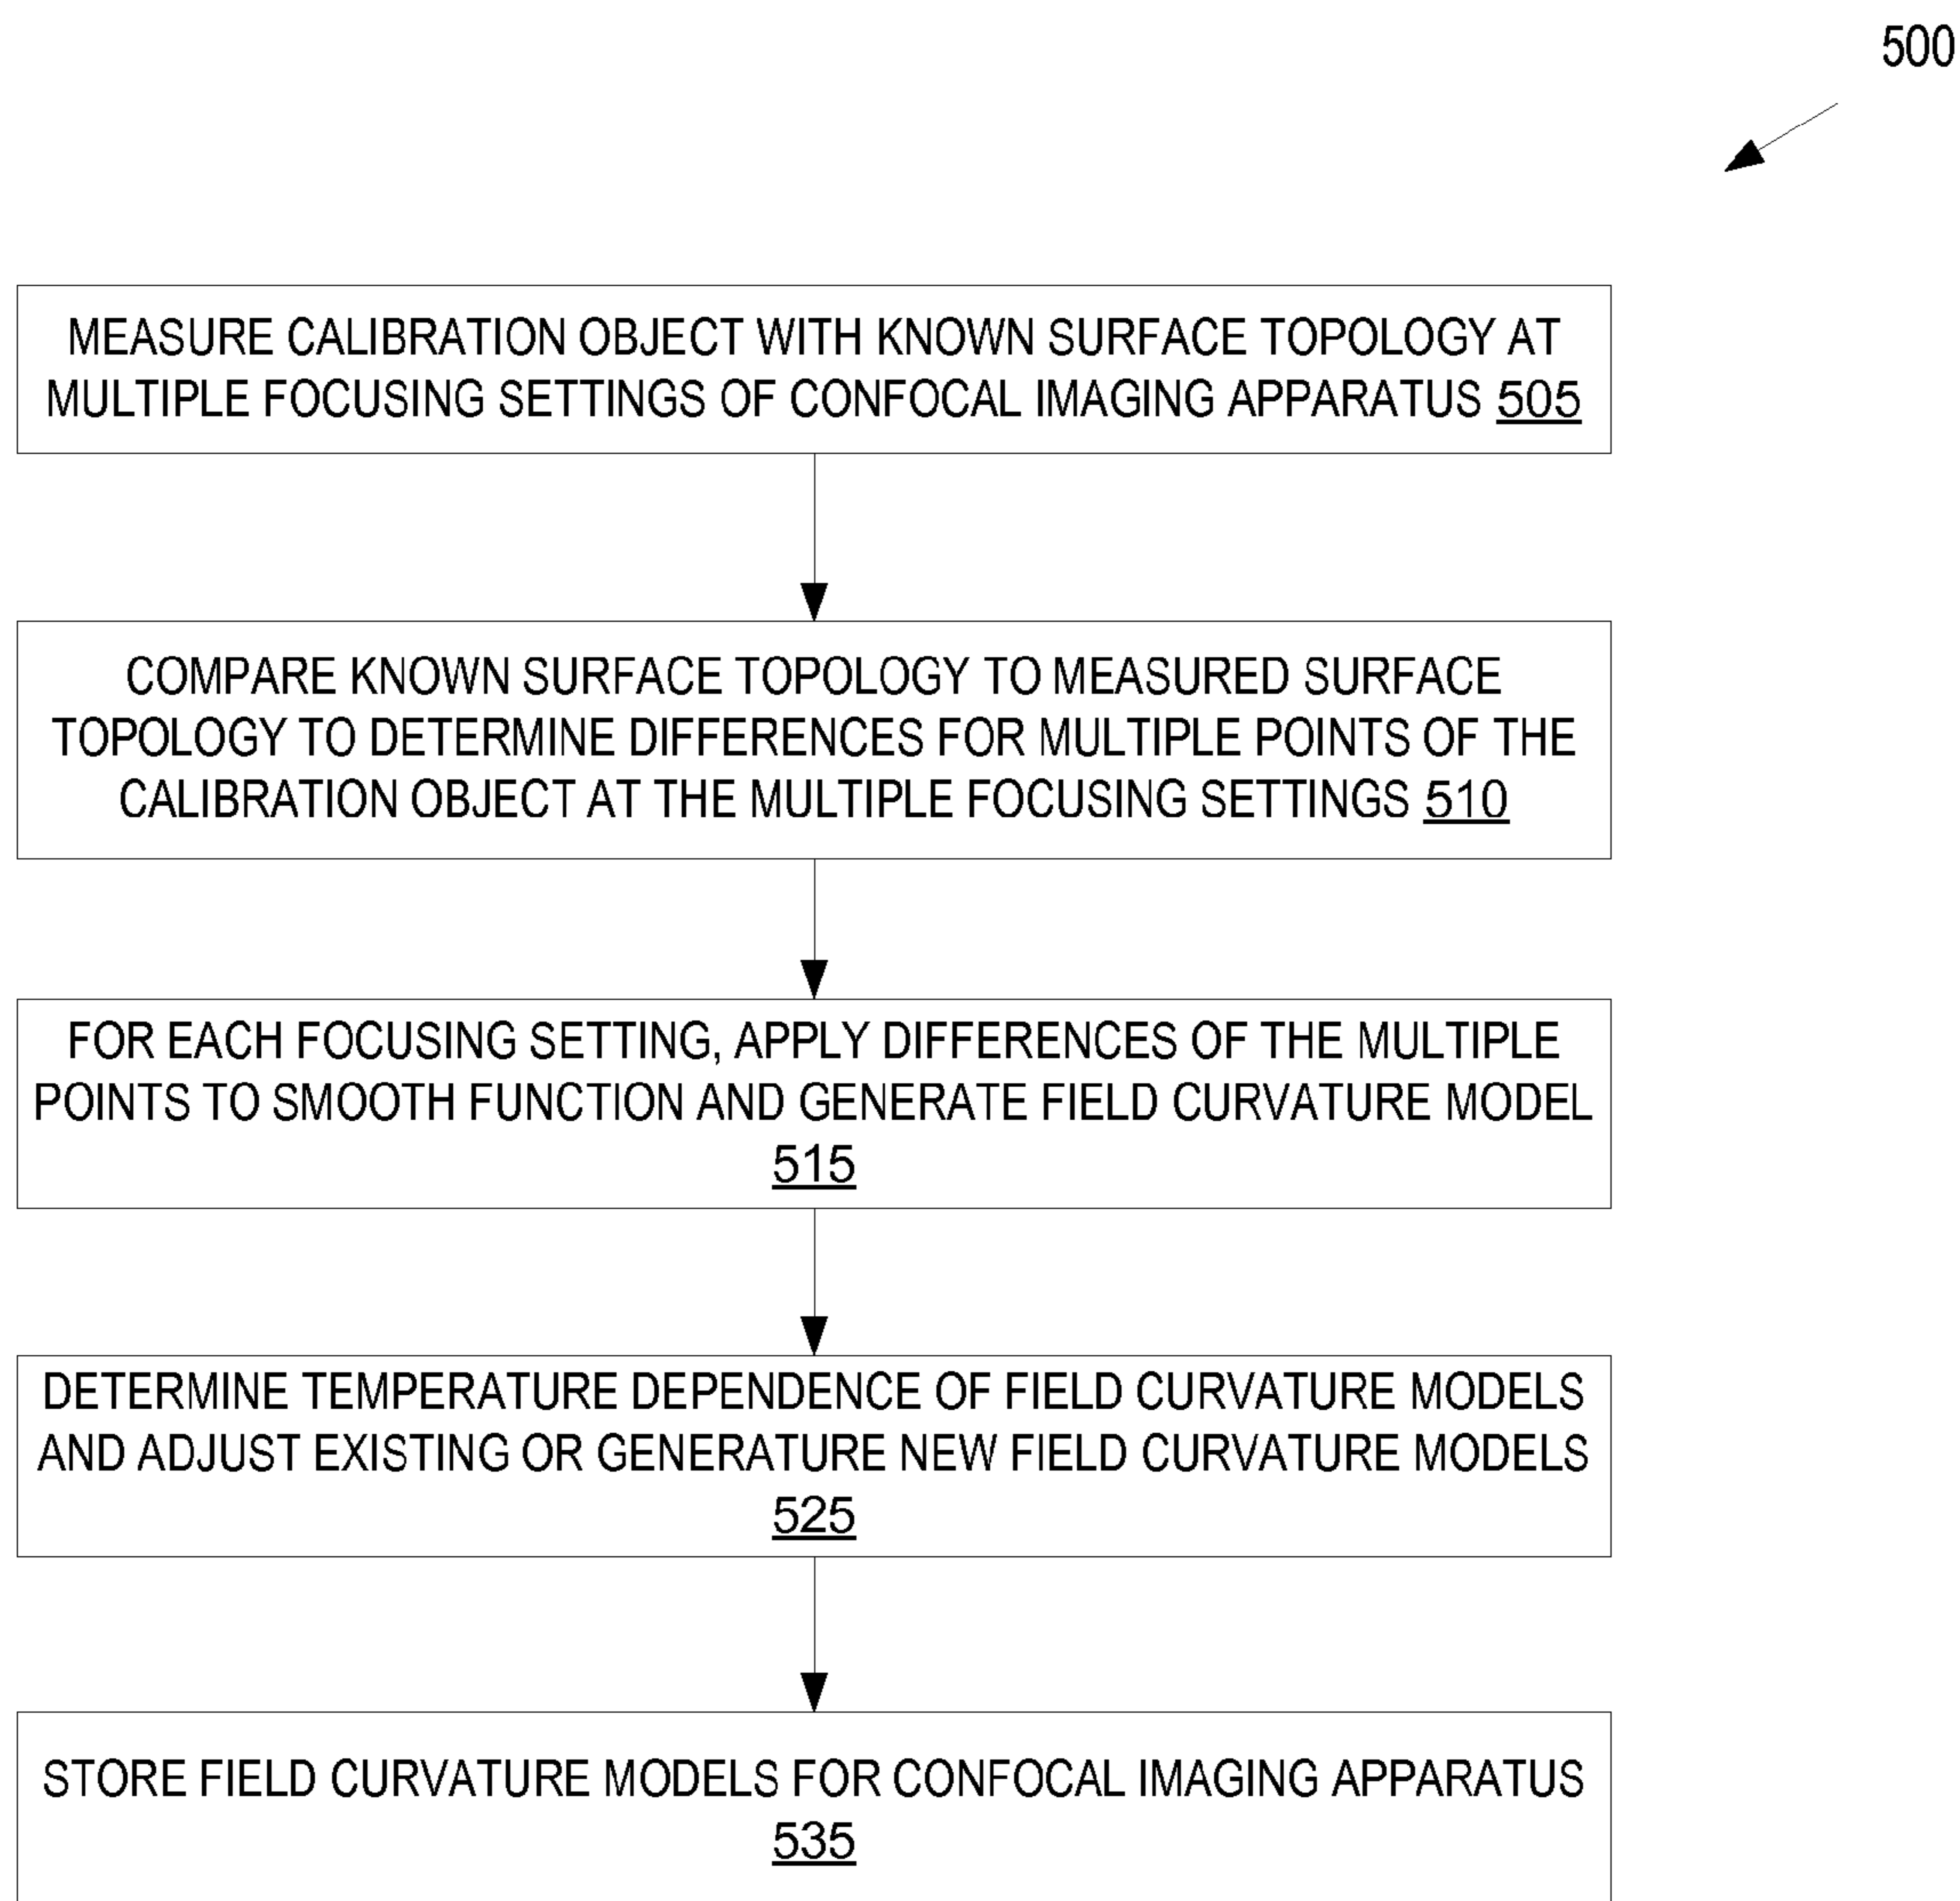 500
MEASURE CALIBRATION OBJECT WITH KNOWN SURFACE TOPOLOGY AT
MULTIPLE FOCUSING SETTINGS OF CONFOCAL IMAGING APPARATUS 505
COMPARE KNOWN SURFACE TOPOLOGY TO MEASURED SURFACE
TOPOLOGY TO DETERMINE DIFFERENCES FOR MULTIPLE POINTS OF THE
CALIBRATION OBJECT AT THE MULTIPLE FOCUSING SETTINGS 510
FOR EACH FOCUSING SETTING, APPLY DIFFERENCES OF THE MULTIPLE
POINTS TO SMOOTH FUNCTION AND GENERATE FIELD CURVATURE MODEL
515
DETERMINE TEMPERATURE DEPENDENCE OF FIELD CURVATURE MODELS
AND ADJUST EXISTING OR GENERATURE NEW FIELD CURVATURE MODELS
525
STORE FIELD CURVATURE MODELS FOR CONFOCAL IMAGING APPARATUS
535